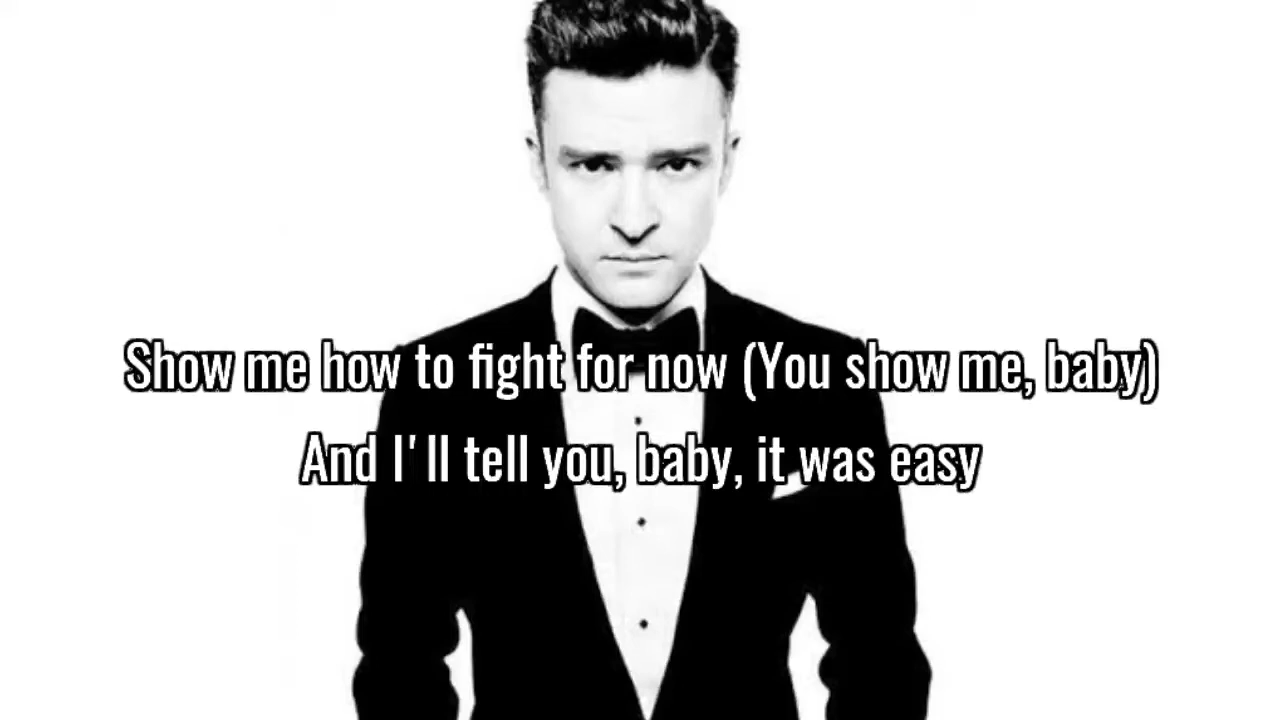 Show me how to fight for now (You show me, baby)
And I'll tell you, baby, it was easy